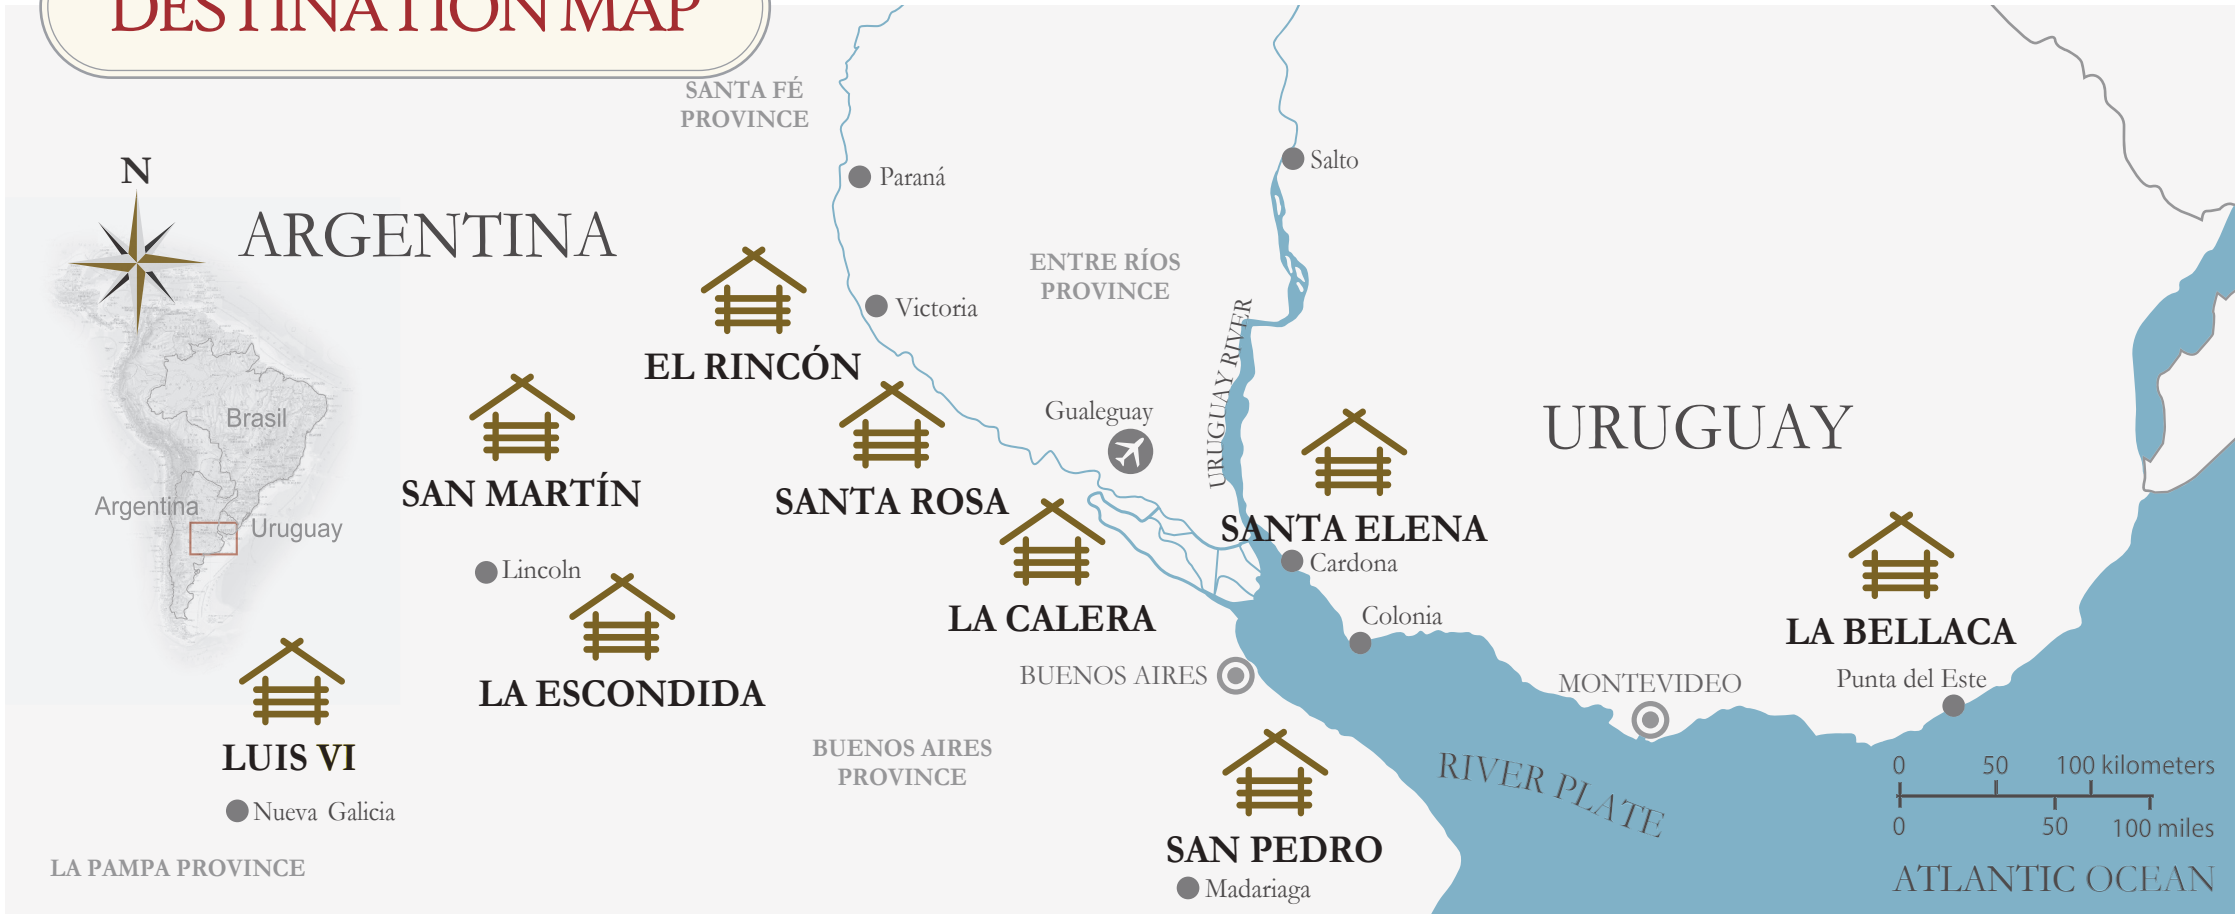 DESTINATION MAP
SANTA FÉ
PROVINCE
N
Paraná
Salto
ARGENTINA
ENTRE RÍOS
PROVINCE
Victoria
URUGUAY RIVER
EL RINCÓN
Gualeguay
URUGUAY
Brasil
SAN MARTÍN
SANTA ROSA
Argentina
Uruguay
SANTA ELENA
Lincoln
Cardona
LA CALERA
Colonia
LA BELLACA
BUENOS AIRES
MONTEVIDEO
Punta del Este
LA ESCONDIDA
LUIS VI
BUENOS AIRES
PROVINCE
RIVER PLATE
0 50 100 kilometers
0 50 100 miles
Nueva Galicia
SAN PEDRO
LA PAMPA PROVINCE
Madariaga
ATLANTIC OCEAN